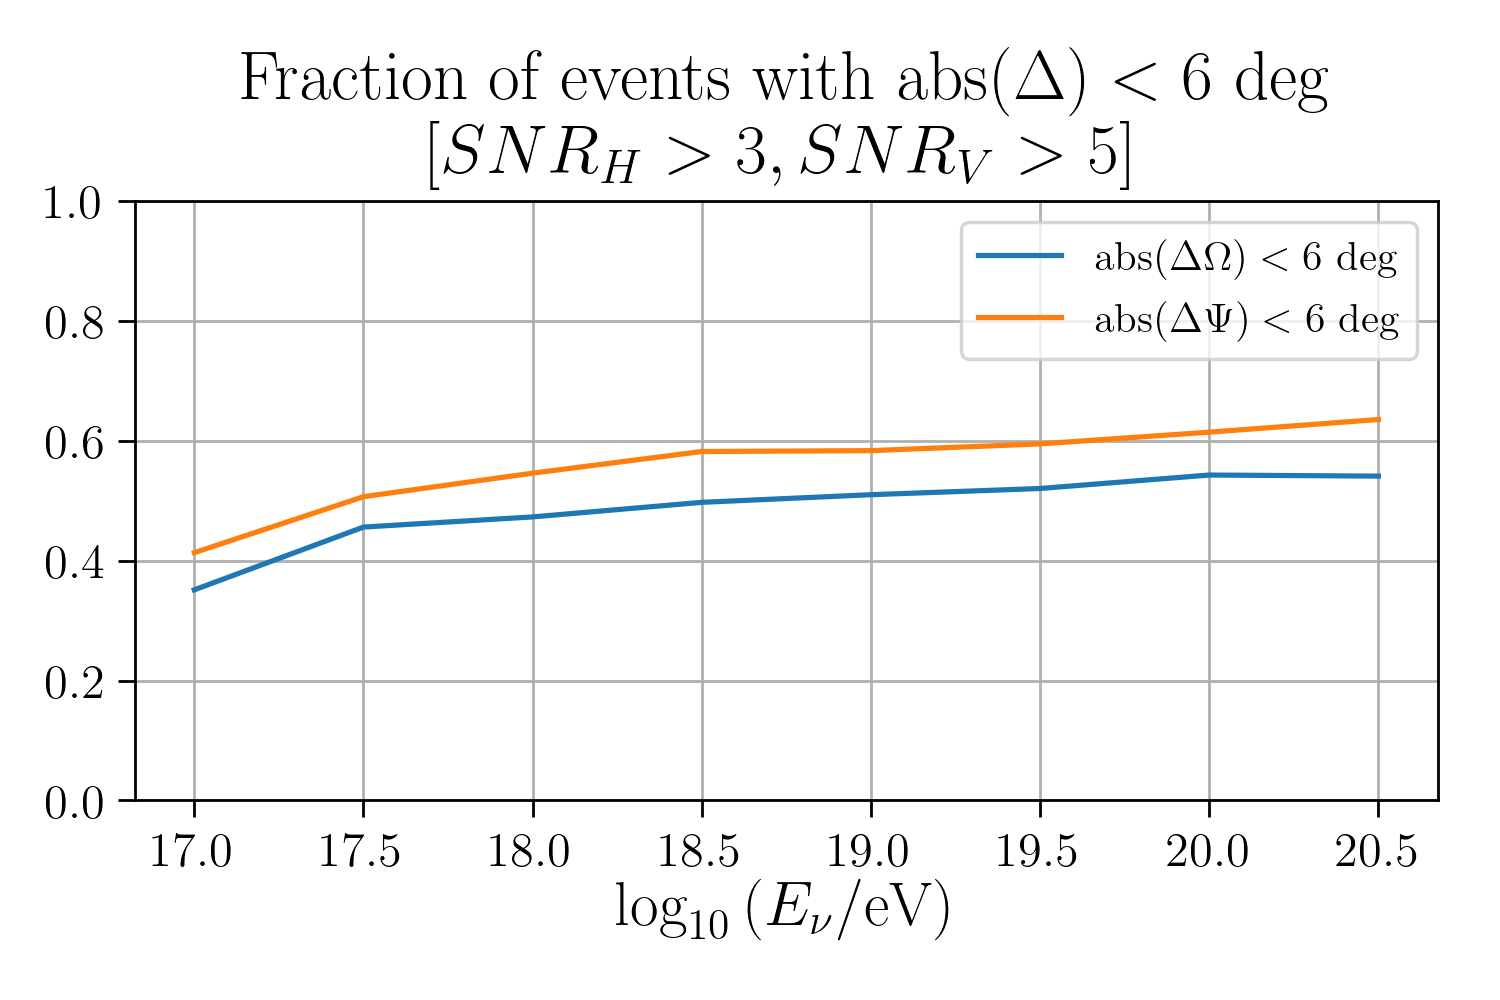 Fraction of events with abs(Δ) < 6 deg
[SNR_H > 3, SNR_V > 5]
1.0
0.8
0.6
0.4
0.2
0.0
abs(ΔΩ) < 6 deg
abs(ΔΨ) < 6 deg
17.0 17.5 18.0 18.5 19.0 19.5 20.0 20.5
log₁₀ (E_ν/eV)